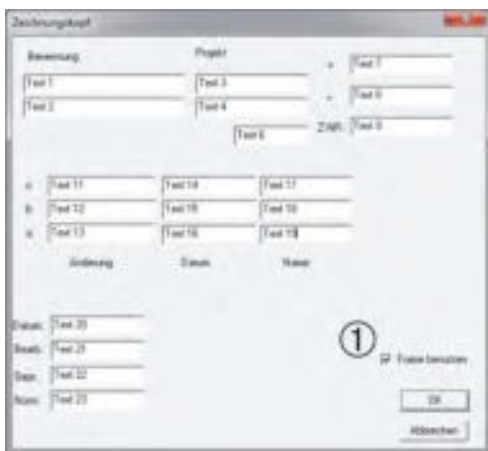 Zeichnungskopf
Benennung Projekt
Text 7
Text 1 Text 3
Text 8
Text 2 Text 4
Text 6 Z.NR. Text 9
Text 11 Text 14 Text 17
b Text 12 Text 15 Text 18
Text 13 Text 16 Text 19
Änderung Datum Name
Datum Text 20
Bearb. Text 21
Gepr. Text 22
Norm Text 23
1
benutzen
OK
Abbrechen